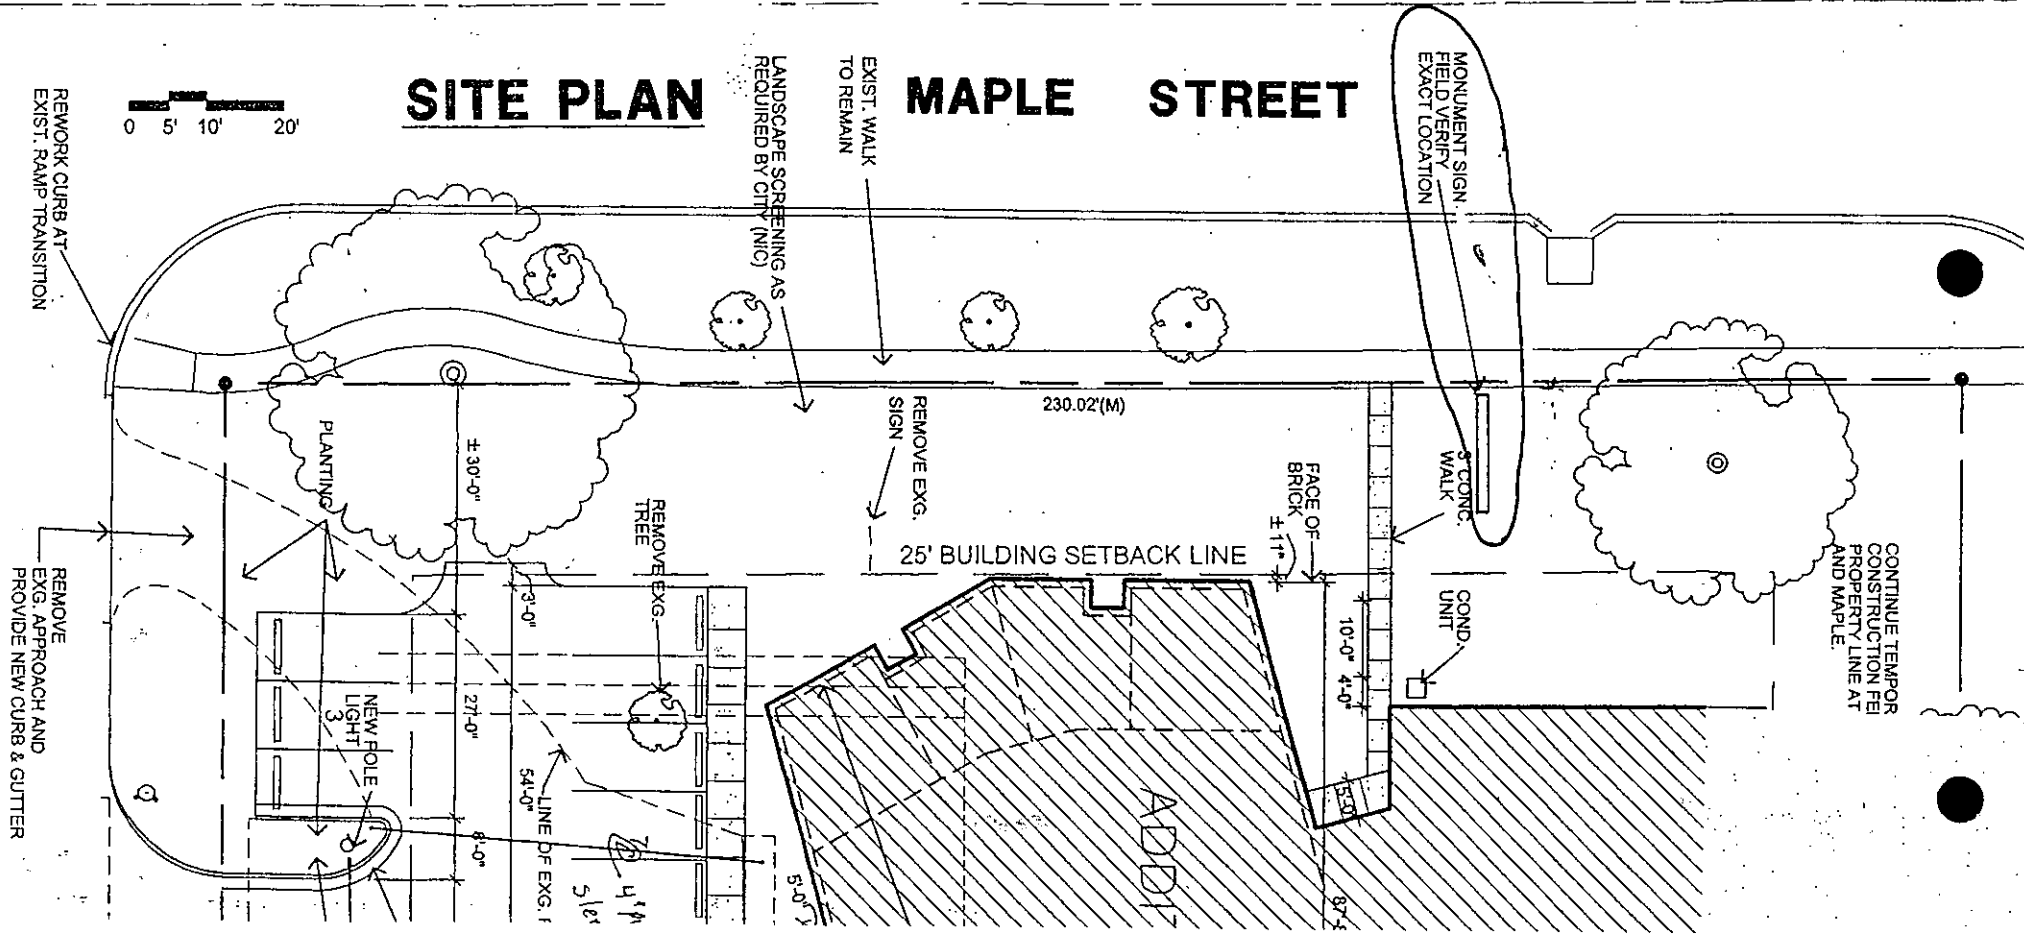 SITE PLAN
MAPLE STREET
0 5' 10' 20'
REWORK CURB AT
EXIST. RAMP TRANSITION
LANDSCAPE SCREENING AS
REQUIRED BY CITY (NIC)
EXIST. WALK
TO REMAIN
MONUMENT SIGN.
FIELD VERIFY
EXACT LOCATION
230.02'(M)
REMOVE EXG.
SIGN
PLANTING
±30'-0"
REMOVE EXG.
TREE
FACE OF
BRICK
±11"
3' CONC.
WALK
25' BUILDING SETBACK LINE
COND.
UNIT
CONTINUE TEMPOR
CONSTRUCTION FEI
PROPERTY LINE AT
AND MAPLE.
REMOVE
EXG. APPROACH AND
PROVIDE NEW CURB & GUTTER
3'-0"
10'-0"
4'-0"
27'-0"
NEW POLE
LIGHT
3
54'-0"
LINE OF EXG.
8'-0"
5'-0"
5'-0"
ADDI
87'-